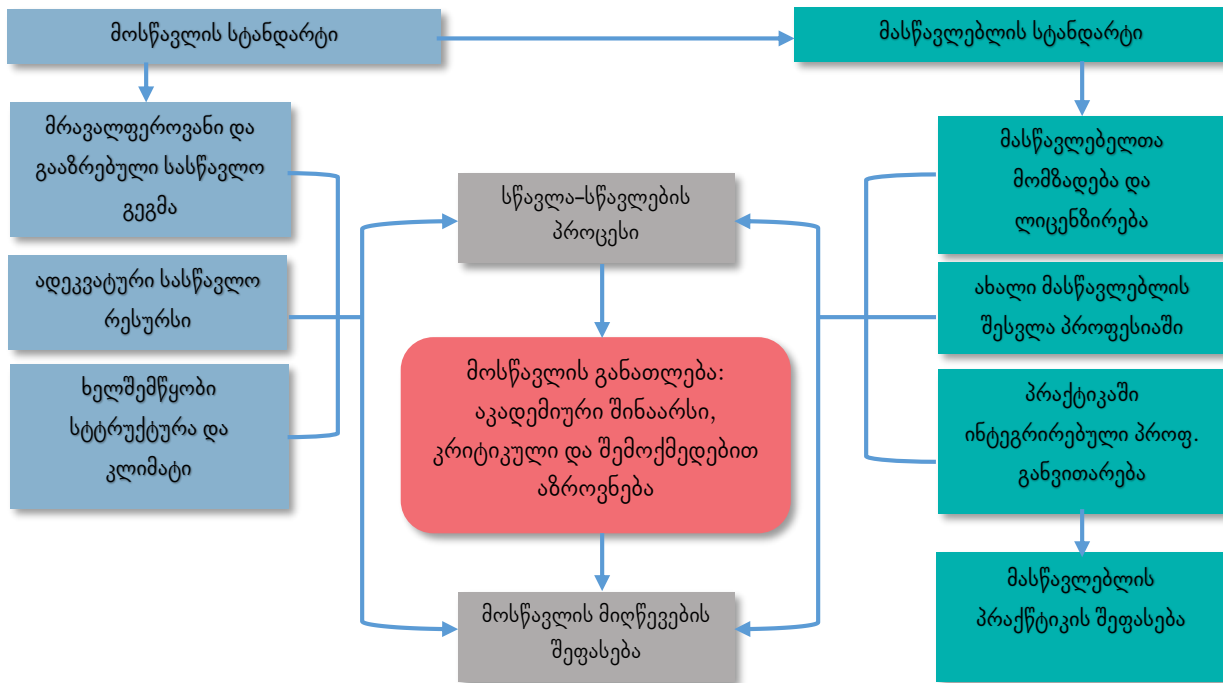 მოსწავლის სტანდარტი
მასწავლებლის სტანდარტი
მრავალფეროვანი და
გააზრებული სასწავლო
გეგმა
ადეკვატური სასწავლო
რესურსი
ხელშემწყობი
სტტრუქტურა და
კლიმატი
სწავლა–სწავლების
პროცესი
მოსწავლის განათლება:
აკადემიური შინაარსი,
კრიტიკული და შემოქმედებით
აზროვნება
მოსწავლის მიღწევების
შეფასება
მასწავლებელთა
მომზადება და
ლიცენზირება
ახალი მასწავლებლის
შესვლა პროფესიაში
პრაქტიკაში
ინტეგრირებული პროფ.
განვითარება
მასწავლებლის
პრაქწტიკის შეფასება